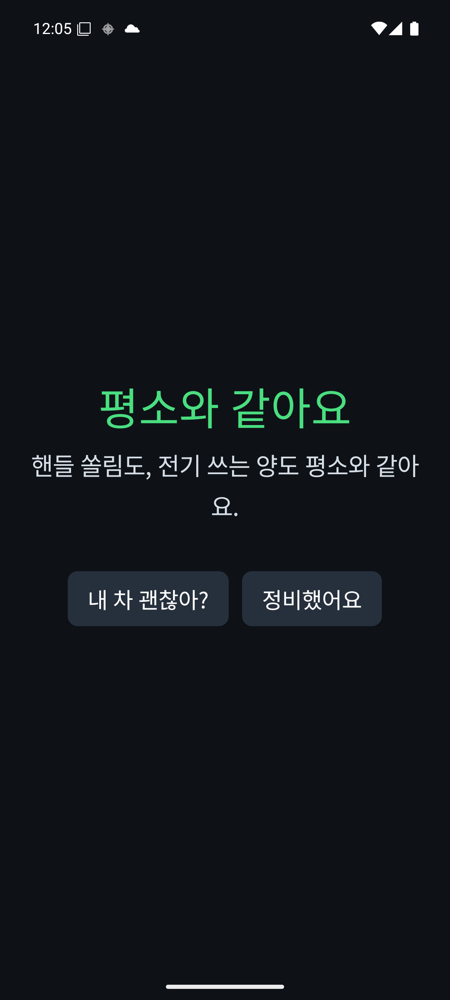 12:05
평소와 같아요
핸들 쏠림도, 전기 쓰는 양도 평소와 같아
요.
내 차 괜찮아?
정비했어요